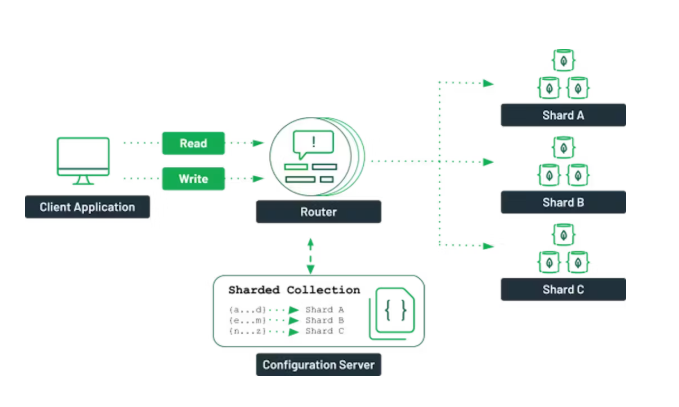 Client Application
Read
Write
!
Router
Shard A
Shard B
Shard C
Sharded Collection
{a...d} Shard A
{e...m} Shard B
{n...z} Shard C
{ }
Configuration Server